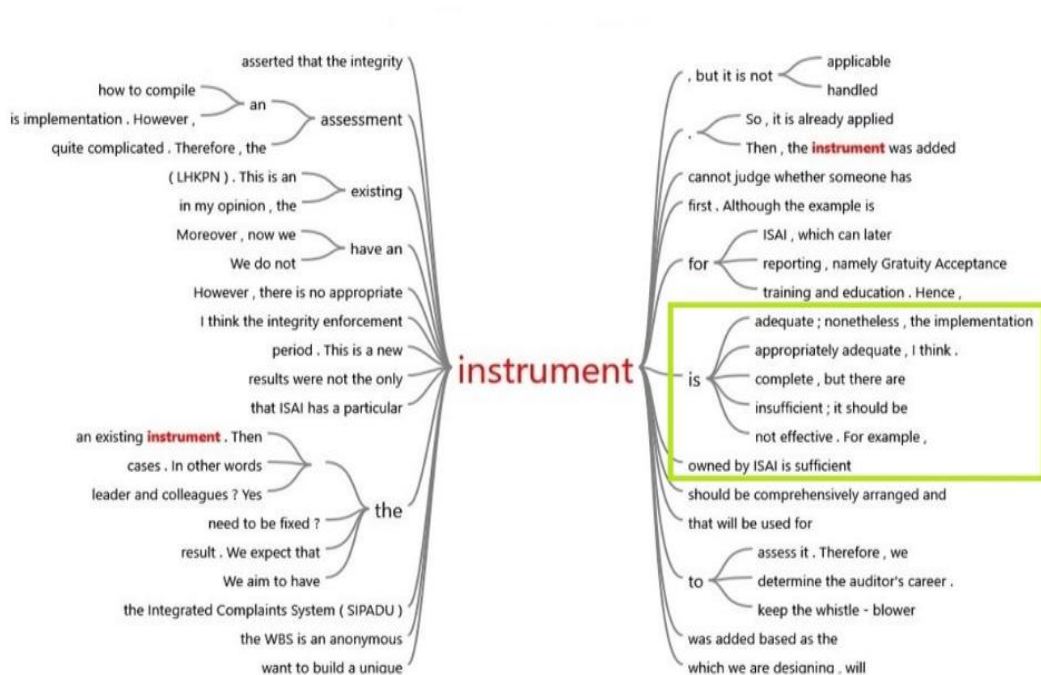 asserted that the integrity
how to compile
is implementation . However ,
an
quite complicated . Therefore , the
assessment
( LHKPN ) . This is an
in my opinion , the
existing
Moreover , now we
We do not
have an
However , there is no appropriate
I think the integrity enforcement
period . This is a new
results were not the only
that ISAI has a particular
an existing instrument . Then
cases . In other words
leader and colleagues ? Yes
need to be fixed ?
result . We expect that
We aim to have
the
the Integrated Complaints System ( SIPADU )
the WBS is an anonymous
want to build a unique
instrument
, but it is not
applicable
handled
.
So , it is already applied
Then , the instrument was added
cannot judge whether someone has
first . Although the example is
for
ISAI , which can later
reporting , namely Gratuity Acceptance
training and education . Hence ,
is
adequate ; nonetheless , the implementation
appropriately adequate , I think .
complete , but there are
insufficient ; it should be
not effective . For example ,
owned by ISAI is sufficient
should be comprehensively arranged and
that will be used for
to
assess it . Therefore , we
determine the auditor's career .
keep the whistle - blower
was added based as the
which we are designing , will